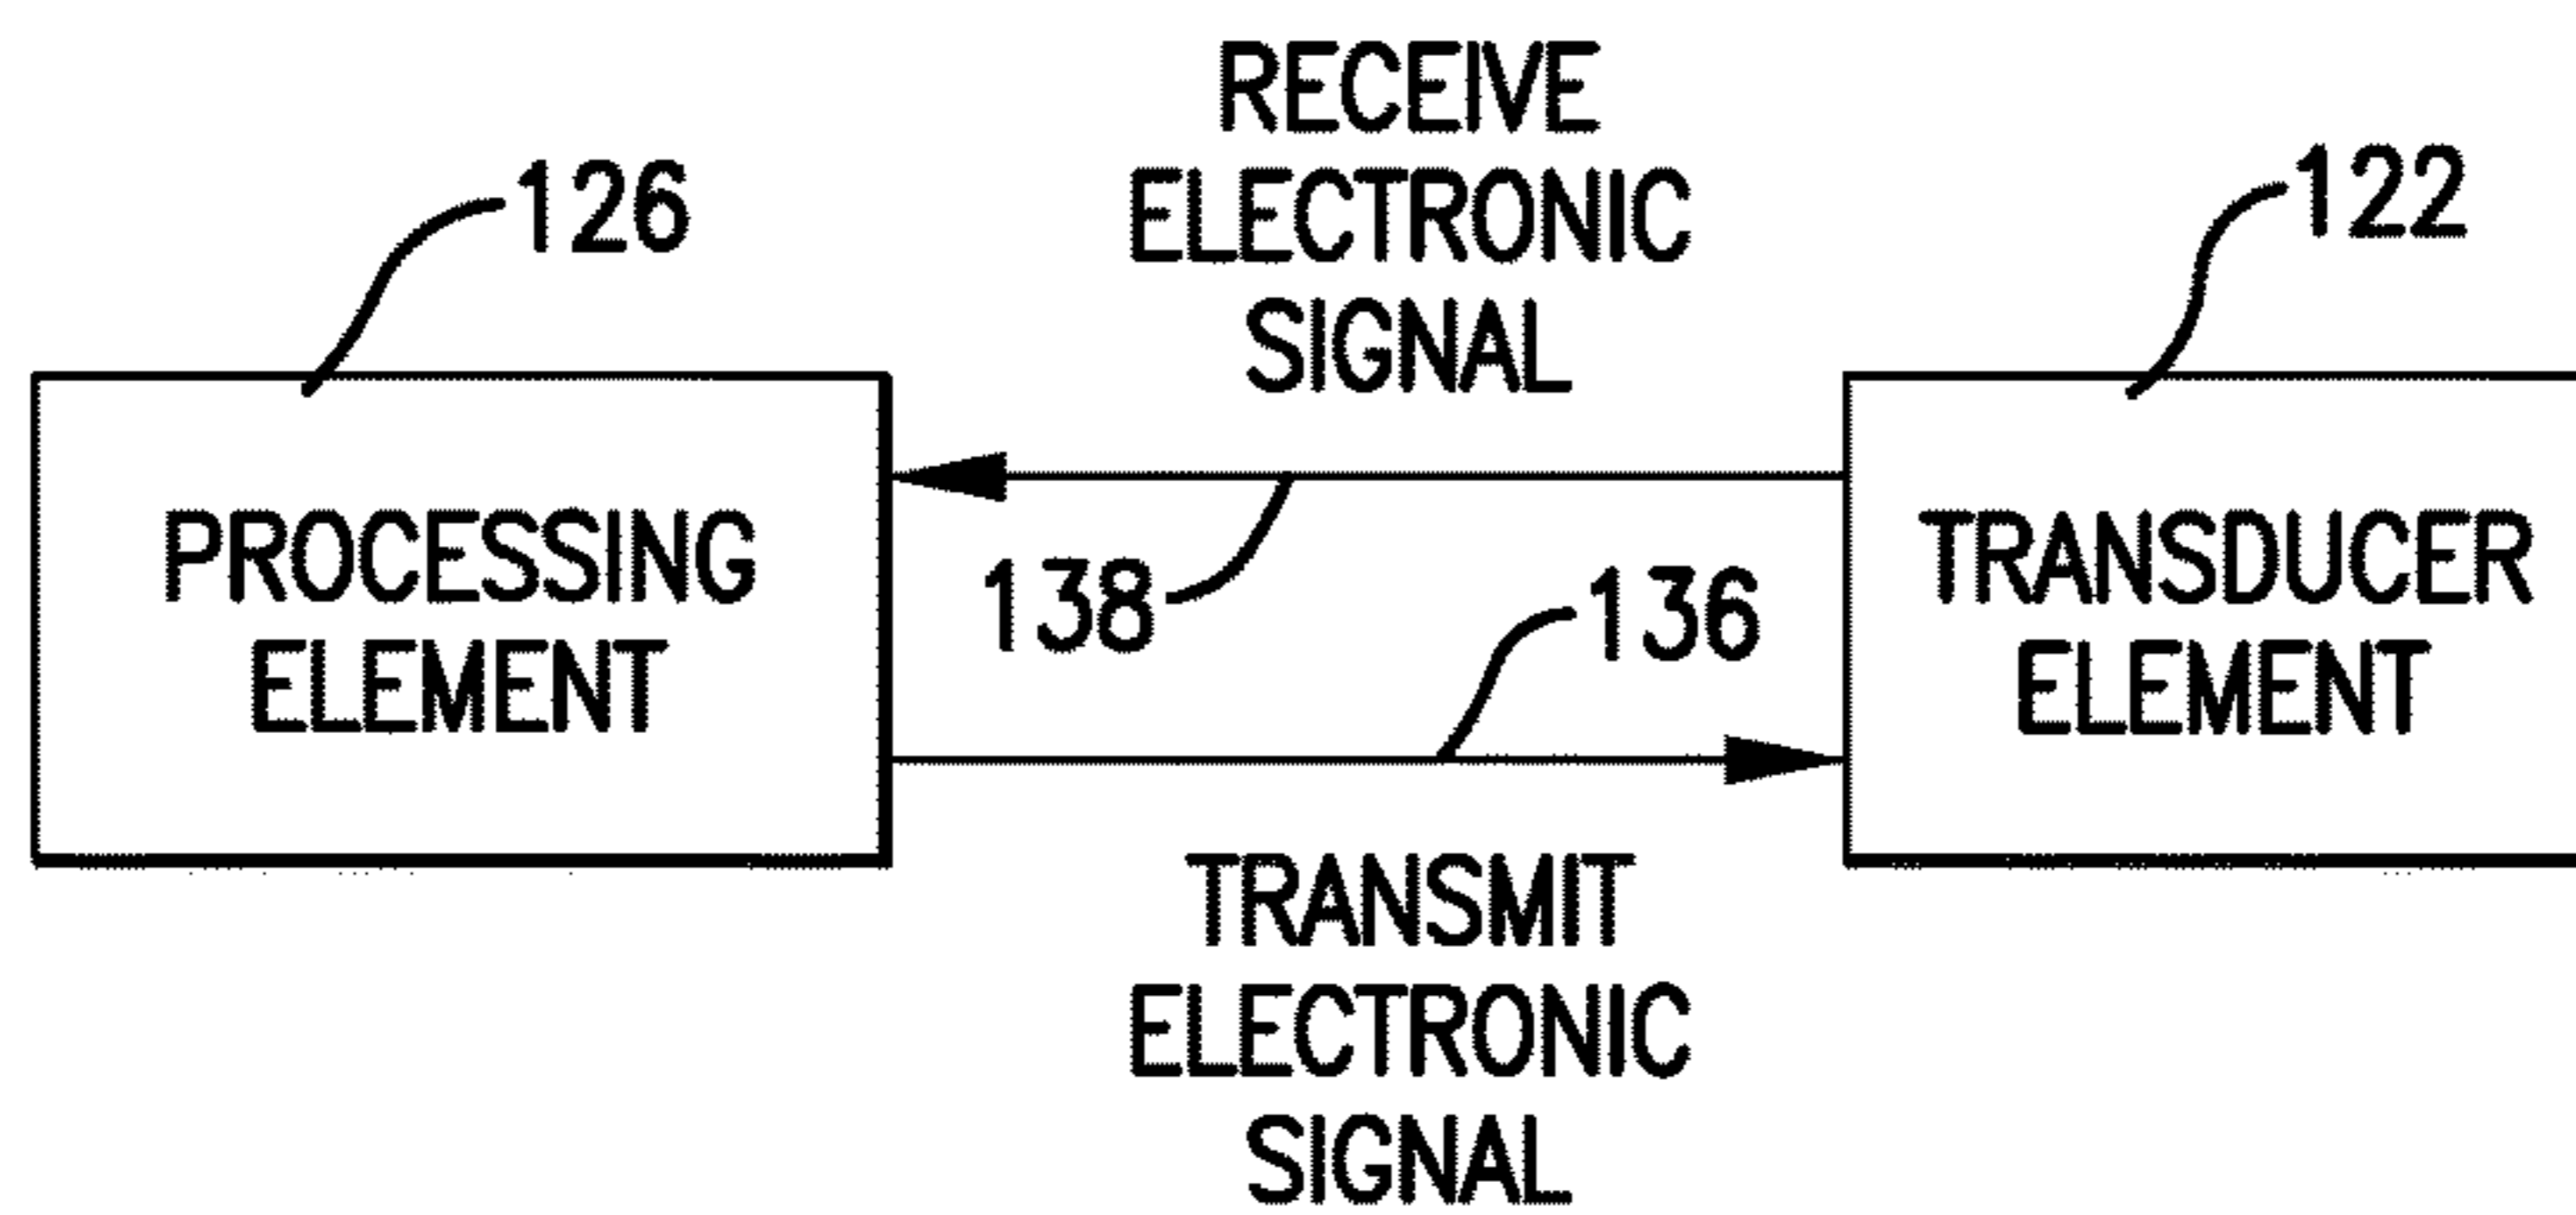 RECEIVE
ELECTRONIC
SIGNAL
126
122
PROCESSING
ELEMENT
138
136
TRANSDUCER
ELEMENT
TRANSMIT
ELECTRONIC
SIGNAL